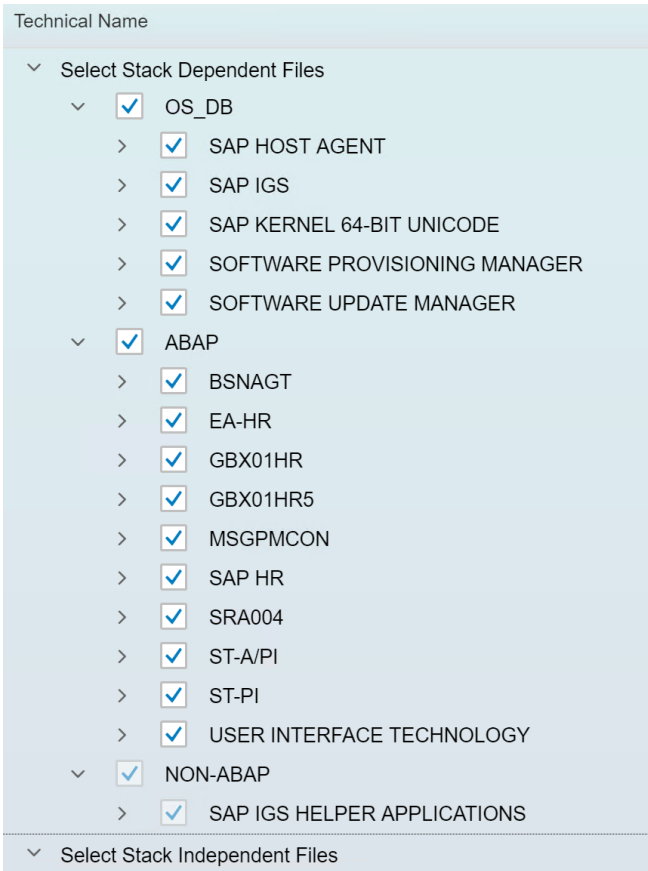 Technical Name
Select Stack Dependent Files
OS_DB
SAP HOST AGENT
SAP IGS
SAP KERNEL 64-BIT UNICODE
SOFTWARE PROVISIONING MANAGER
SOFTWARE UPDATE MANAGER
ABAP
BSNAGT
EA-HR
GBX01HR
GBX01HR5
MSGPMCON
SAP HR
SRA004
ST-A/PI
ST-PI
USER INTERFACE TECHNOLOGY
NON-ABAP
SAP IGS HELPER APPLICATIONS
Select Stack Independent Files